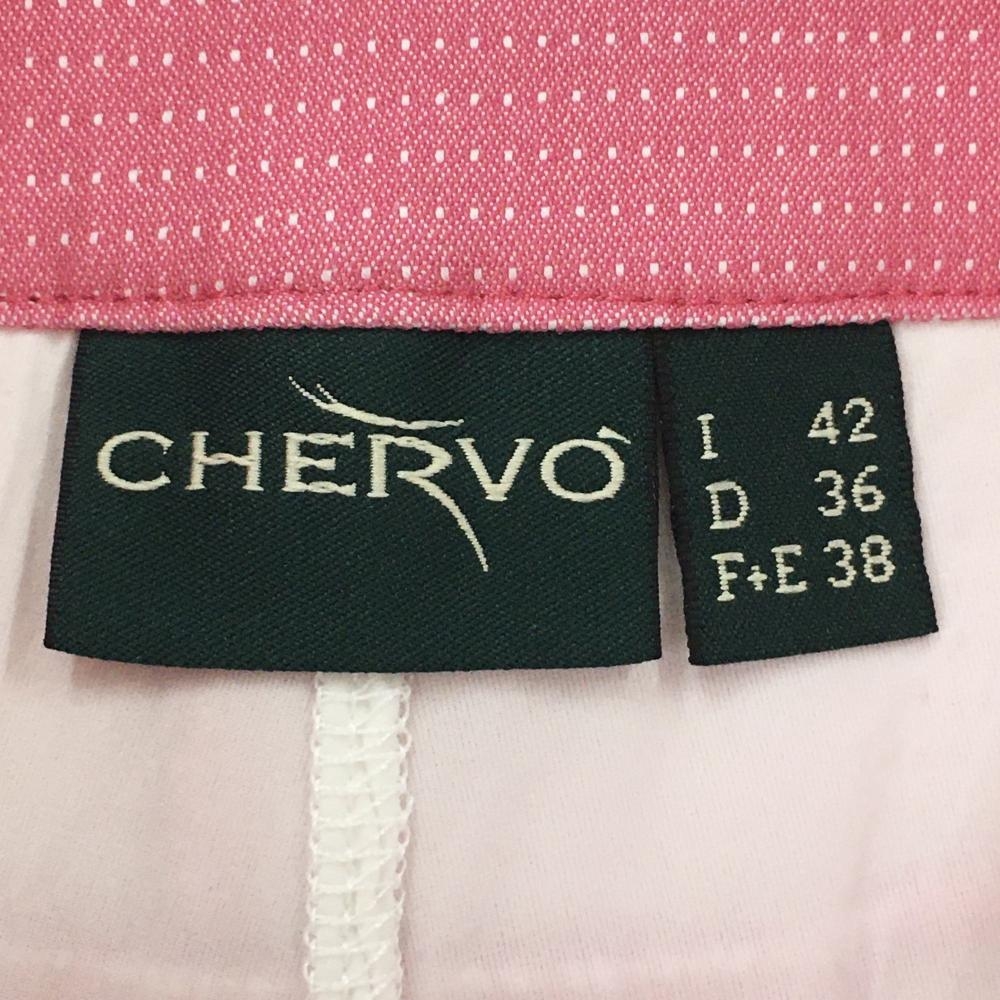 CHERVÒ
I 42
D 36
F+E 38